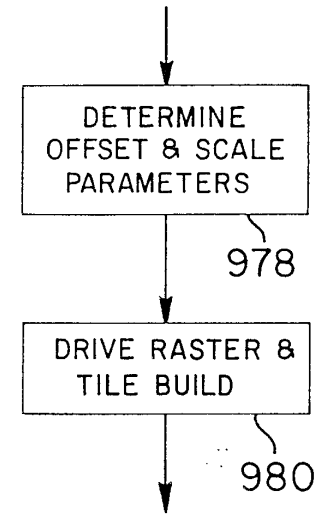 DETERMINE
OFFSET & SCALE
PARAMETERS
978
DRIVE RASTER &
TILE BUILD
980